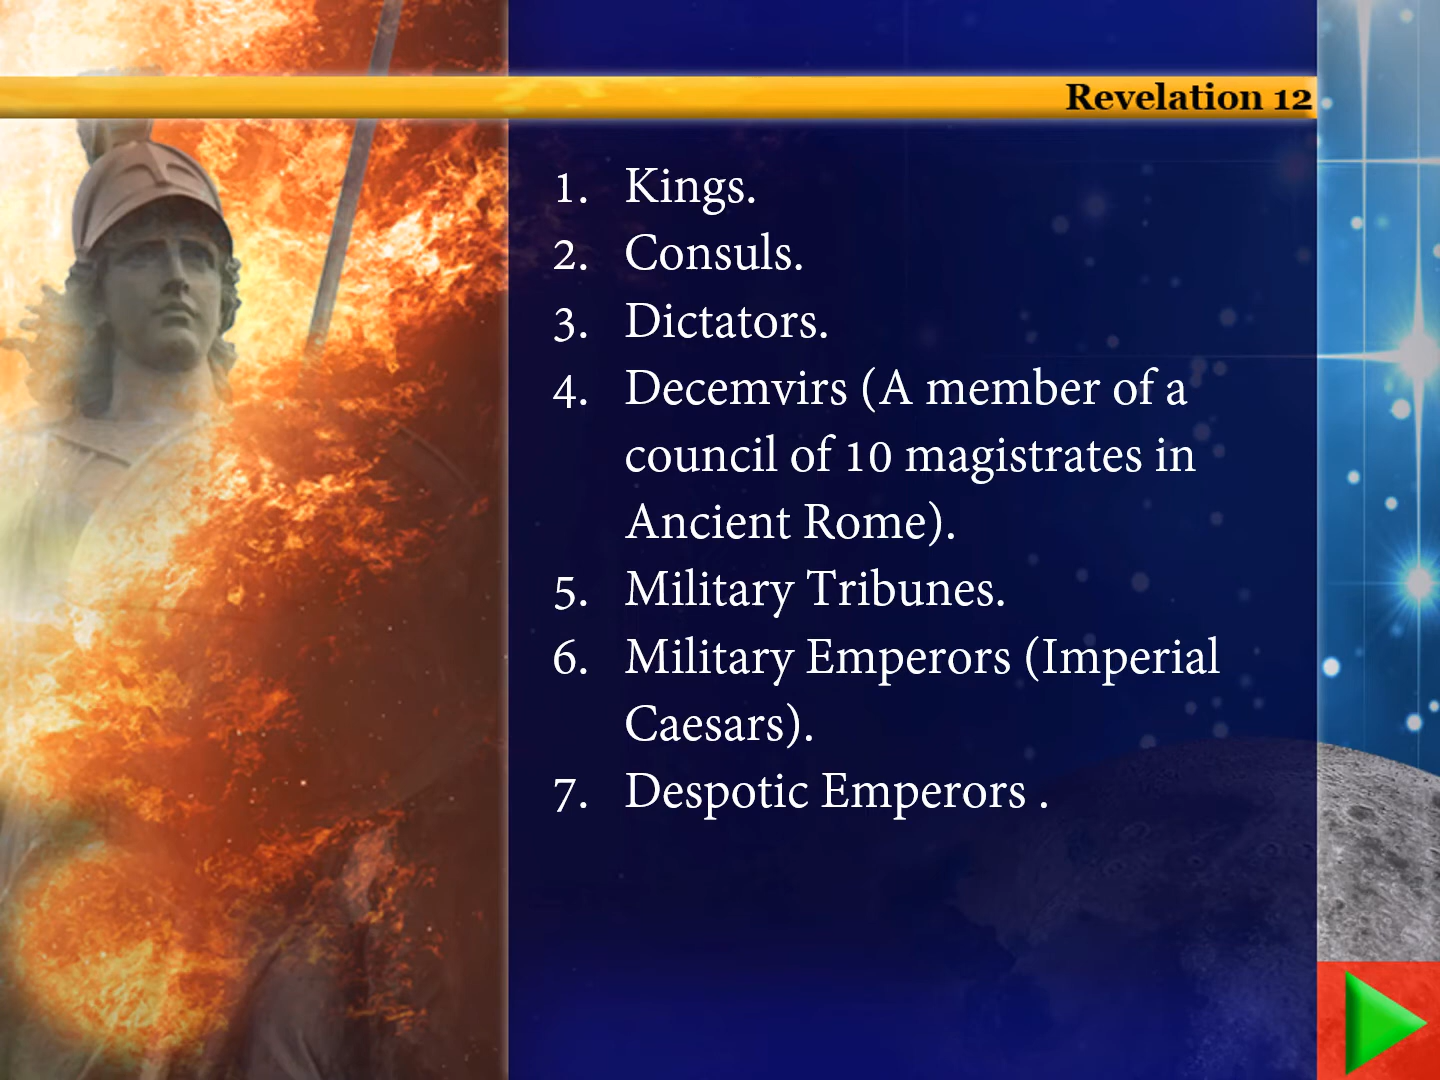 Revelation 12
1. Kings.
2. Consuls.
3. Dictators.
4. Decemvirs (A member of a
council of 10 magistrates in
Ancient Rome).
5. Military Tribunes.
6. Military Emperors (Imperial
Caesars).
7. Despotic Emperors .